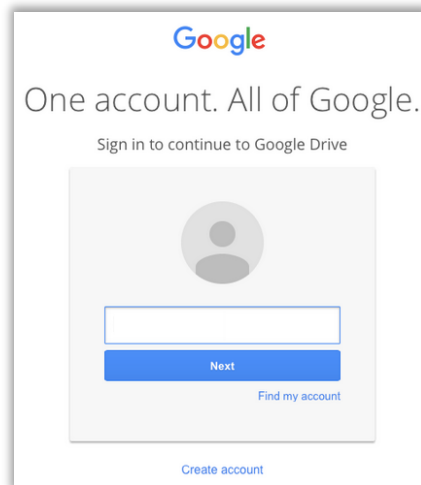 Google
One account. All of Google.
Sign in to continue to Google Drive
Next
Find my account
Create account